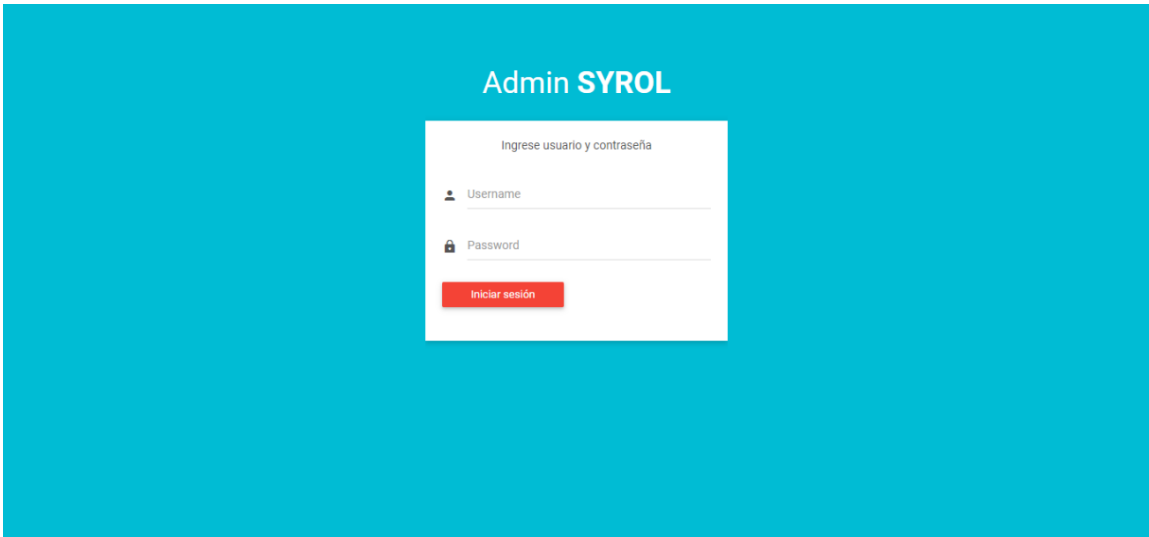 Admin SYROL
Ingrese usuario y contraseña
Username
Password
Iniciar sesión